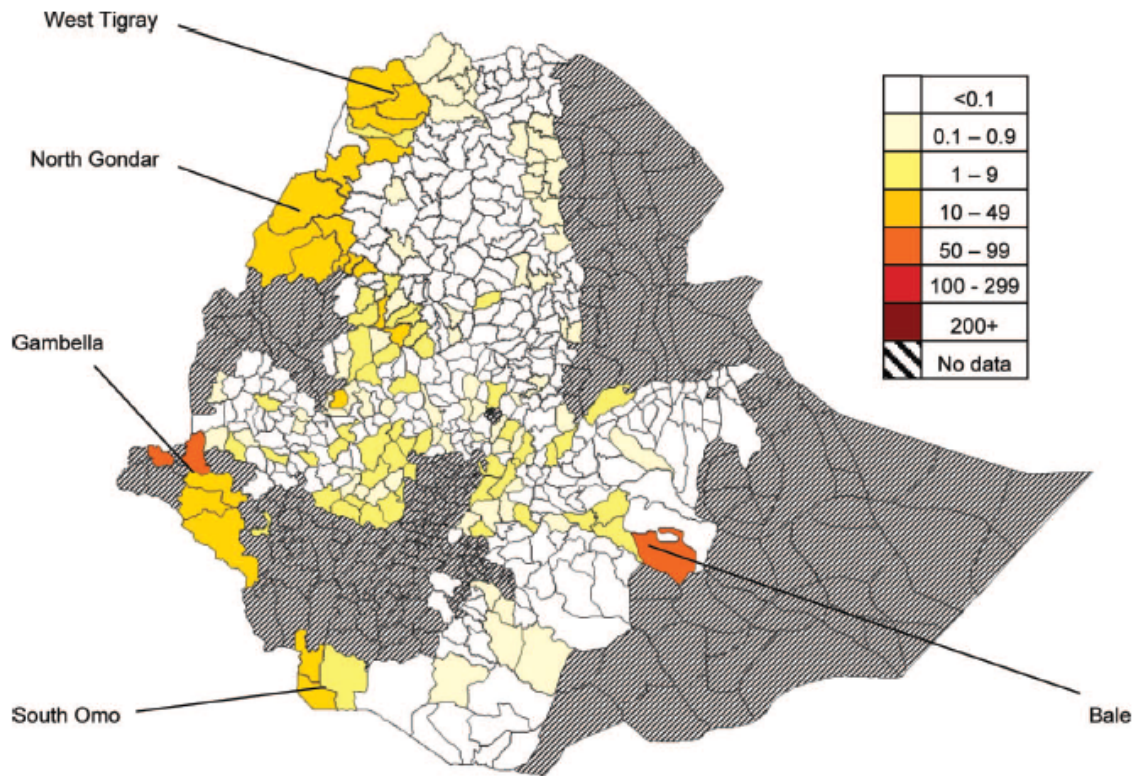 West Tigray
North Gondar
Gambella
South Omo
Bale
<0.1
0.1 – 0.9
1 – 9
10 – 49
50 – 99
100 - 299
200+
No data